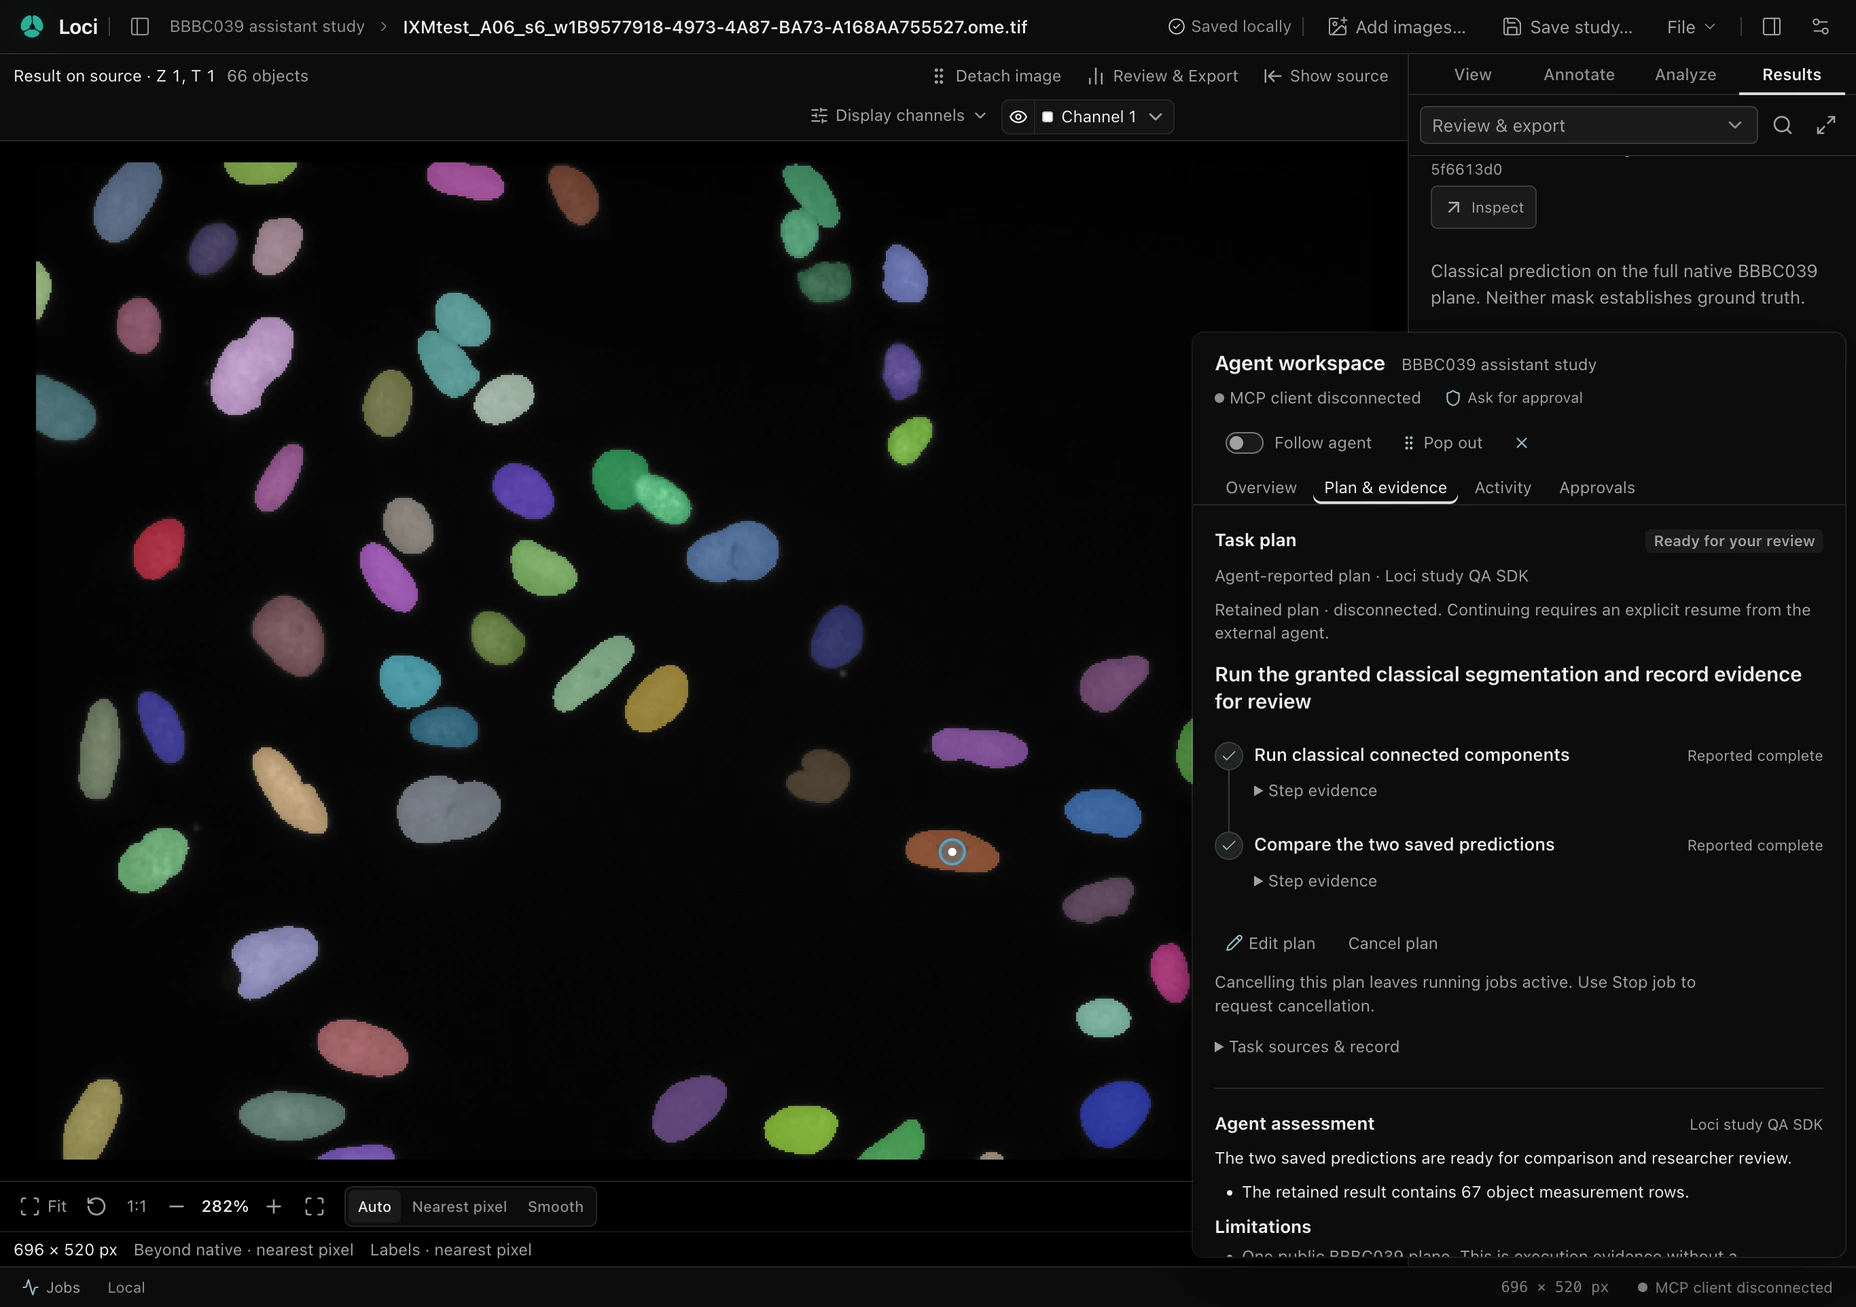 Loci
BBBC039 assistant study > IXMtest_A06_s6_w1B9577918-4973-4A87-BA73-A168AA755527.ome.tif
Saved locally
Add images...
Save study...
File
Result on source · Z 1, T 1 66 objects
Detach image
Review & Export
Show source
Display channels
Channel 1
View
Annotate
Analyze
Results
Review & export
5f6613d0
Inspect
Classical prediction on the full native BBBC039
plane. Neither mask establishes ground truth.
Agent workspace BBBC039 assistant study
MCP client disconnected
Ask for approval
Follow agent
Pop out
Overview
Plan & evidence
Activity
Approvals
Task plan
Ready for your review
Agent-reported plan · Loci study QA SDK
Retained plan · disconnected. Continuing requires an explicit resume from the
external agent.
Run the granted classical segmentation and record evidence
for review
Run classical connected components
Reported complete
Step evidence
Compare the two saved predictions
Reported complete
Step evidence
Edit plan
Cancel plan
Cancelling this plan leaves running jobs active. Use Stop job to
request cancellation.
Task sources & record
Agent assessment
Loci study QA SDK
The two saved predictions are ready for comparison and researcher review.
• The retained result contains 67 object measurement rows.
Limitations
• One public BBBC039 plane. This is execution evidence without a
Fit
1:1
282%
Auto
Nearest pixel
Smooth
696 × 520 px Beyond native · nearest pixel Labels · nearest pixel
Jobs
Local
696 × 520 px
MCP client disconnected